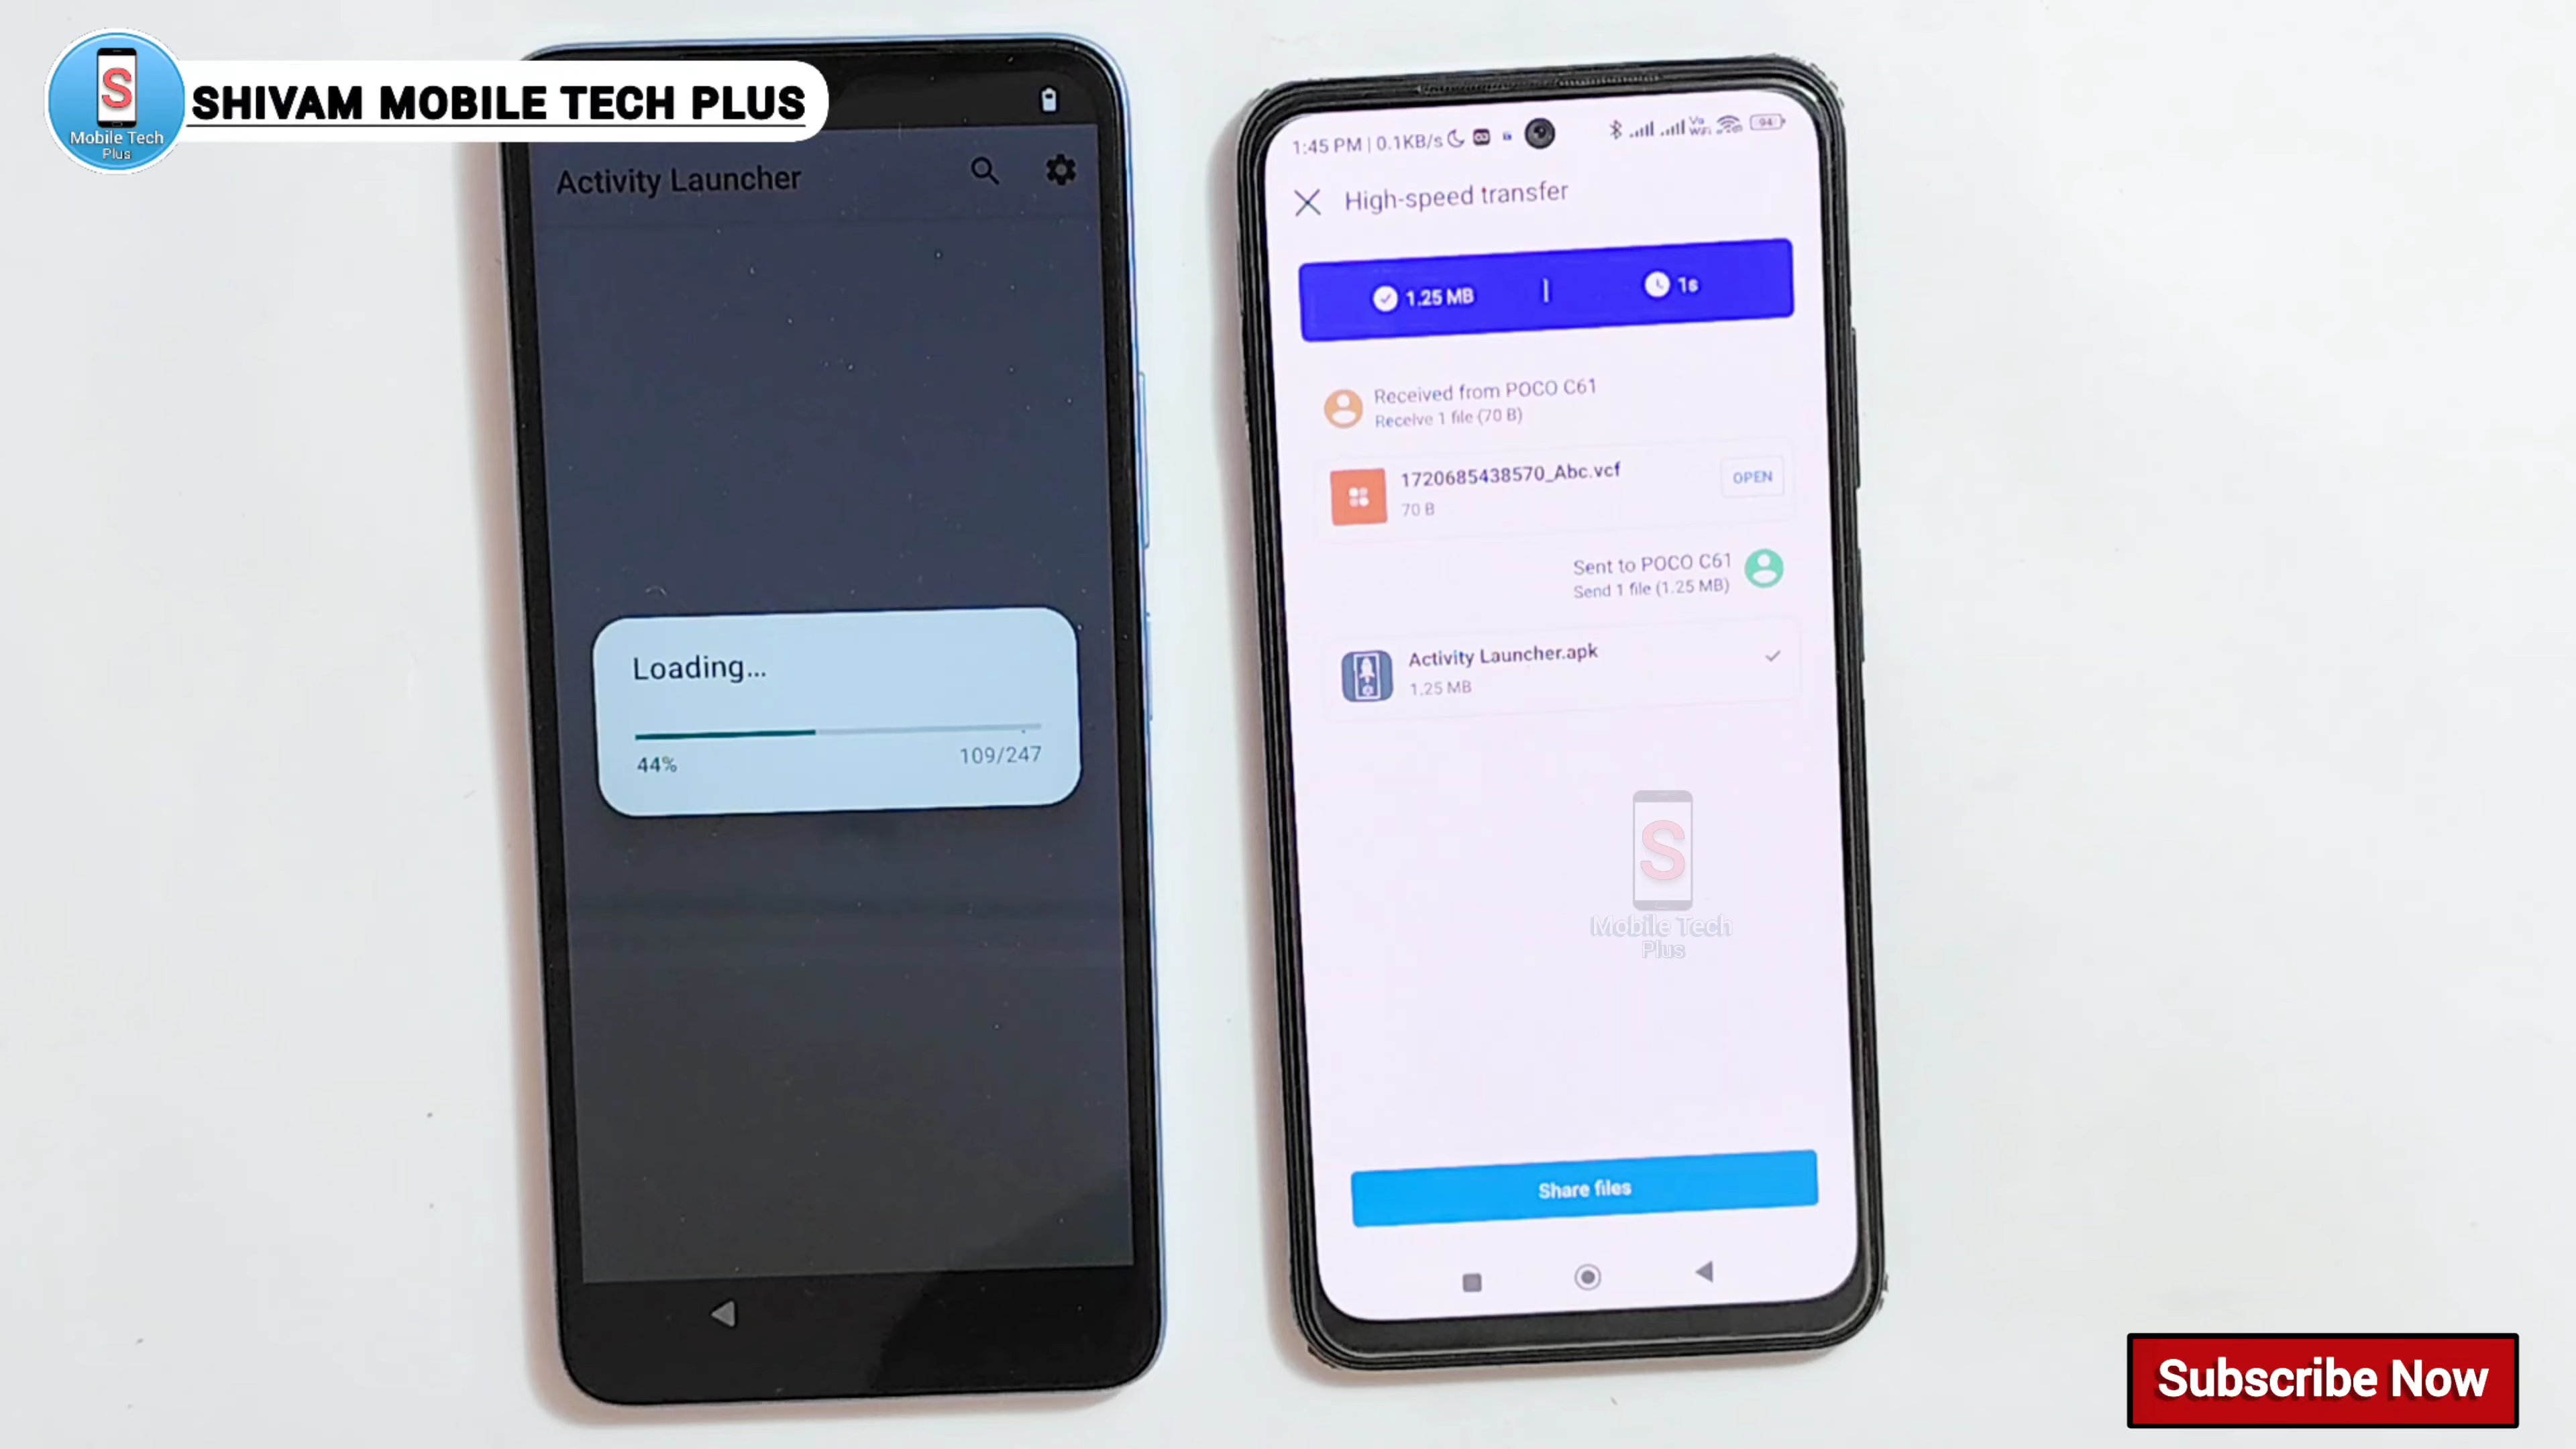 S
Mobile Tech
Plus
SHIVAM MOBILE TECH PLUS
Activity Launcher
Loading...
44%
109/247
1:45 PM | 0.1KB/s
Vo
WiFi
94
High-speed transfer
1.25 MB
1s
Received from POCO C61
Receive 1 file (70 B)
1720685438570_Abc.vcf
70 B
OPEN
Sent to POCO C61
Send 1 file (1.25 MB)
Activity Launcher.apk
1.25 MB
S
Mobile Tech
Plus
Share files
Subscribe Now